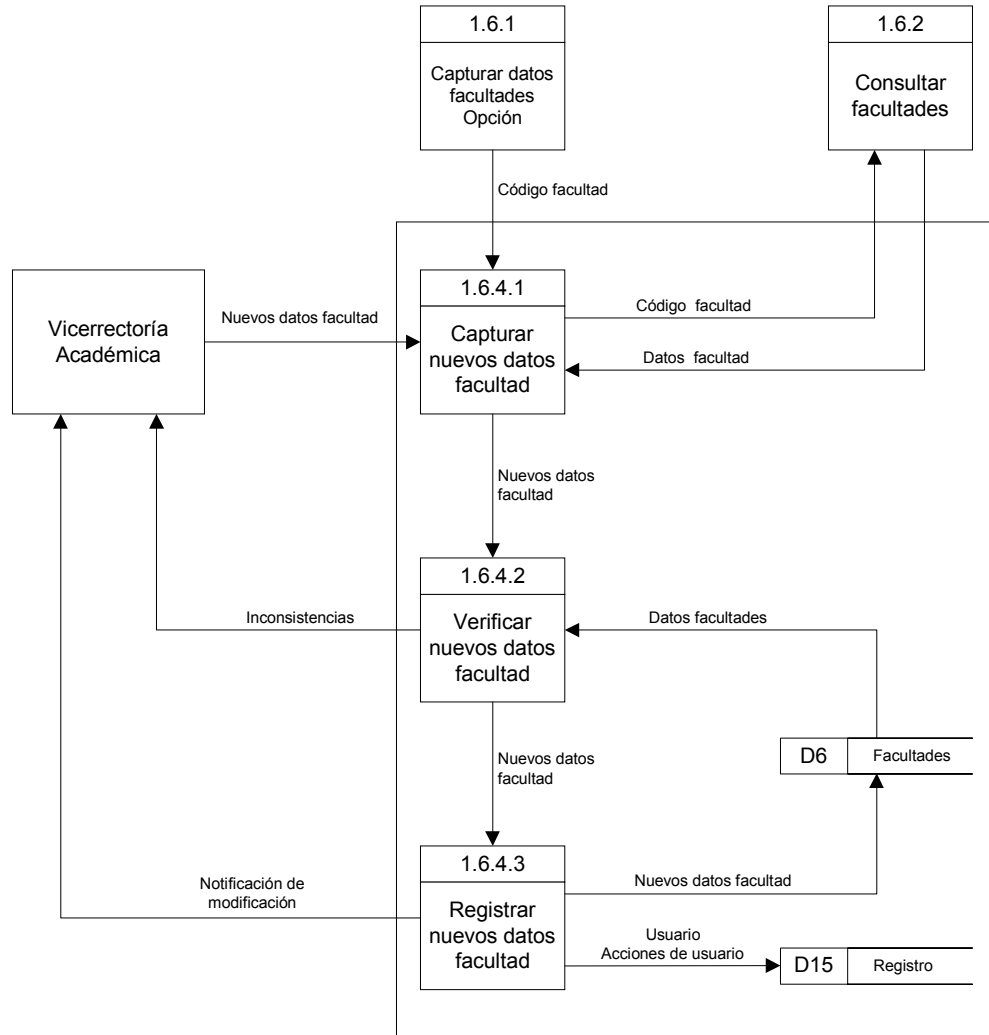 1.6.1
Capturar datos
facultades
Opción
1.6.2
Consultar
facultades
Código facultad
Vicerrectoría
Académica
Nuevos datos facultad
1.6.4.1
Capturar
nuevos datos
facultad
Código facultad
Datos facultad
Nuevos datos
facultad
1.6.4.2
Verificar
nuevos datos
facultad
Inconsistencias
Datos facultades
Nuevos datos
facultad
D6
Facultades
1.6.4.3
Registrar
nuevos datos
facultad
Notificación de
modificación
Nuevos datos facultad
Usuario
Acciones de usuario
D15
Registro